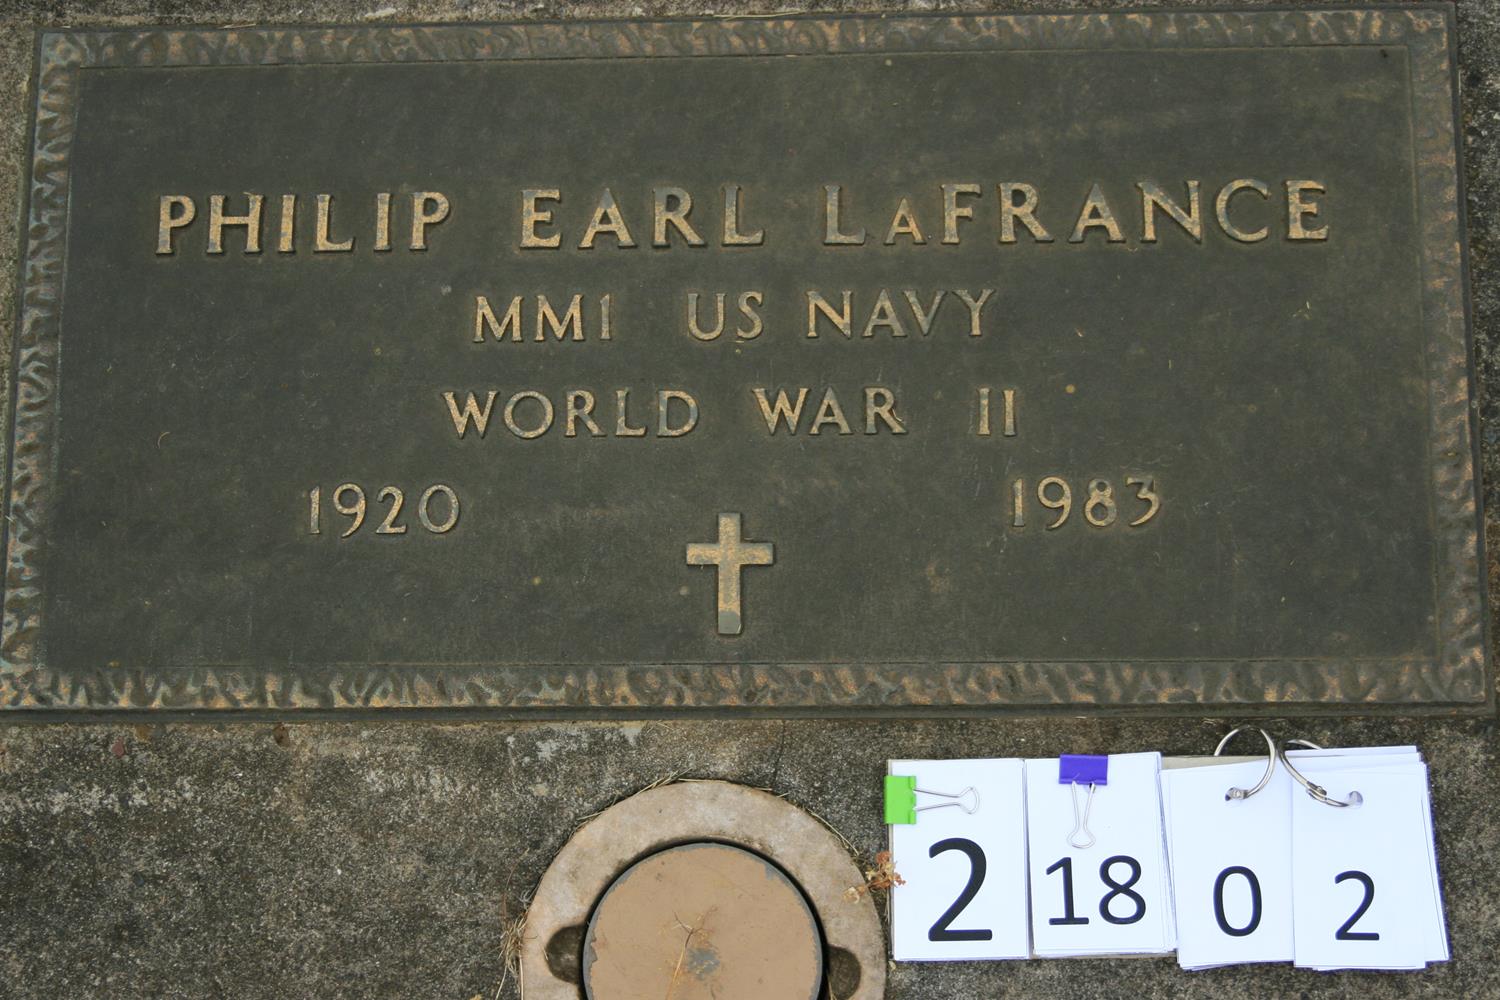 PHILIP EARL LAFRANCE
MM1 US NAVY
WORLD WAR II
1920 1983
2 18 0 2